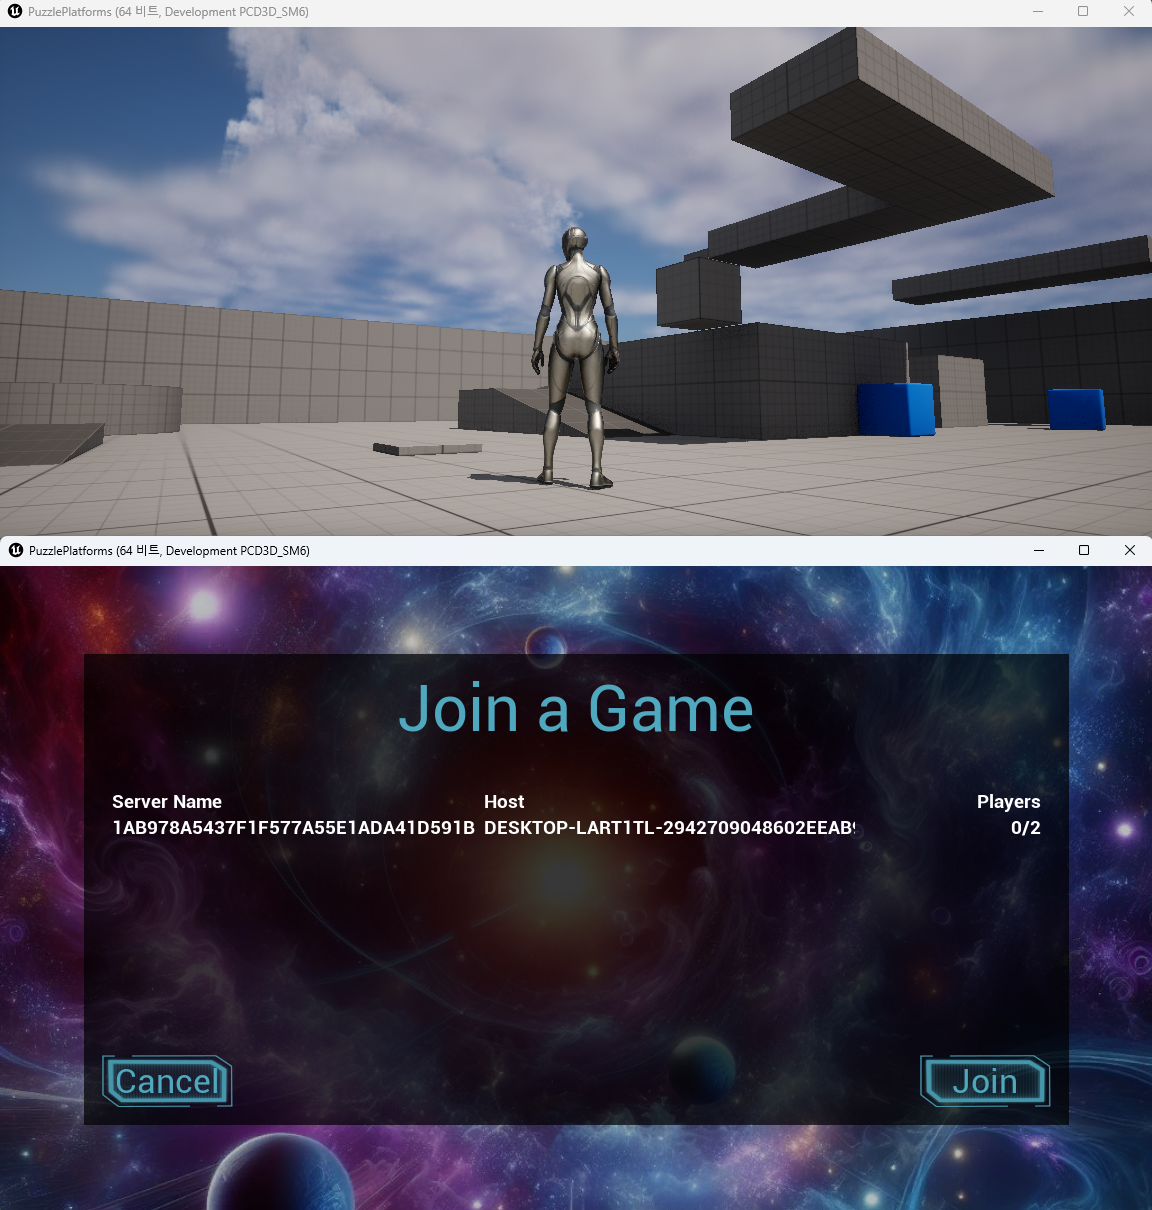 PuzzlePlatforms (64 비트, Development PCD3D_SM6)
PuzzlePlatforms (64 비트, Development PCD3D_SM6)
Join a Game
Server Name Host Players
1AB978A5437F1F577A55E1ADA41D591B DESKTOP-LART1TL-2942709048602EEAB 0/2
Cancel Join